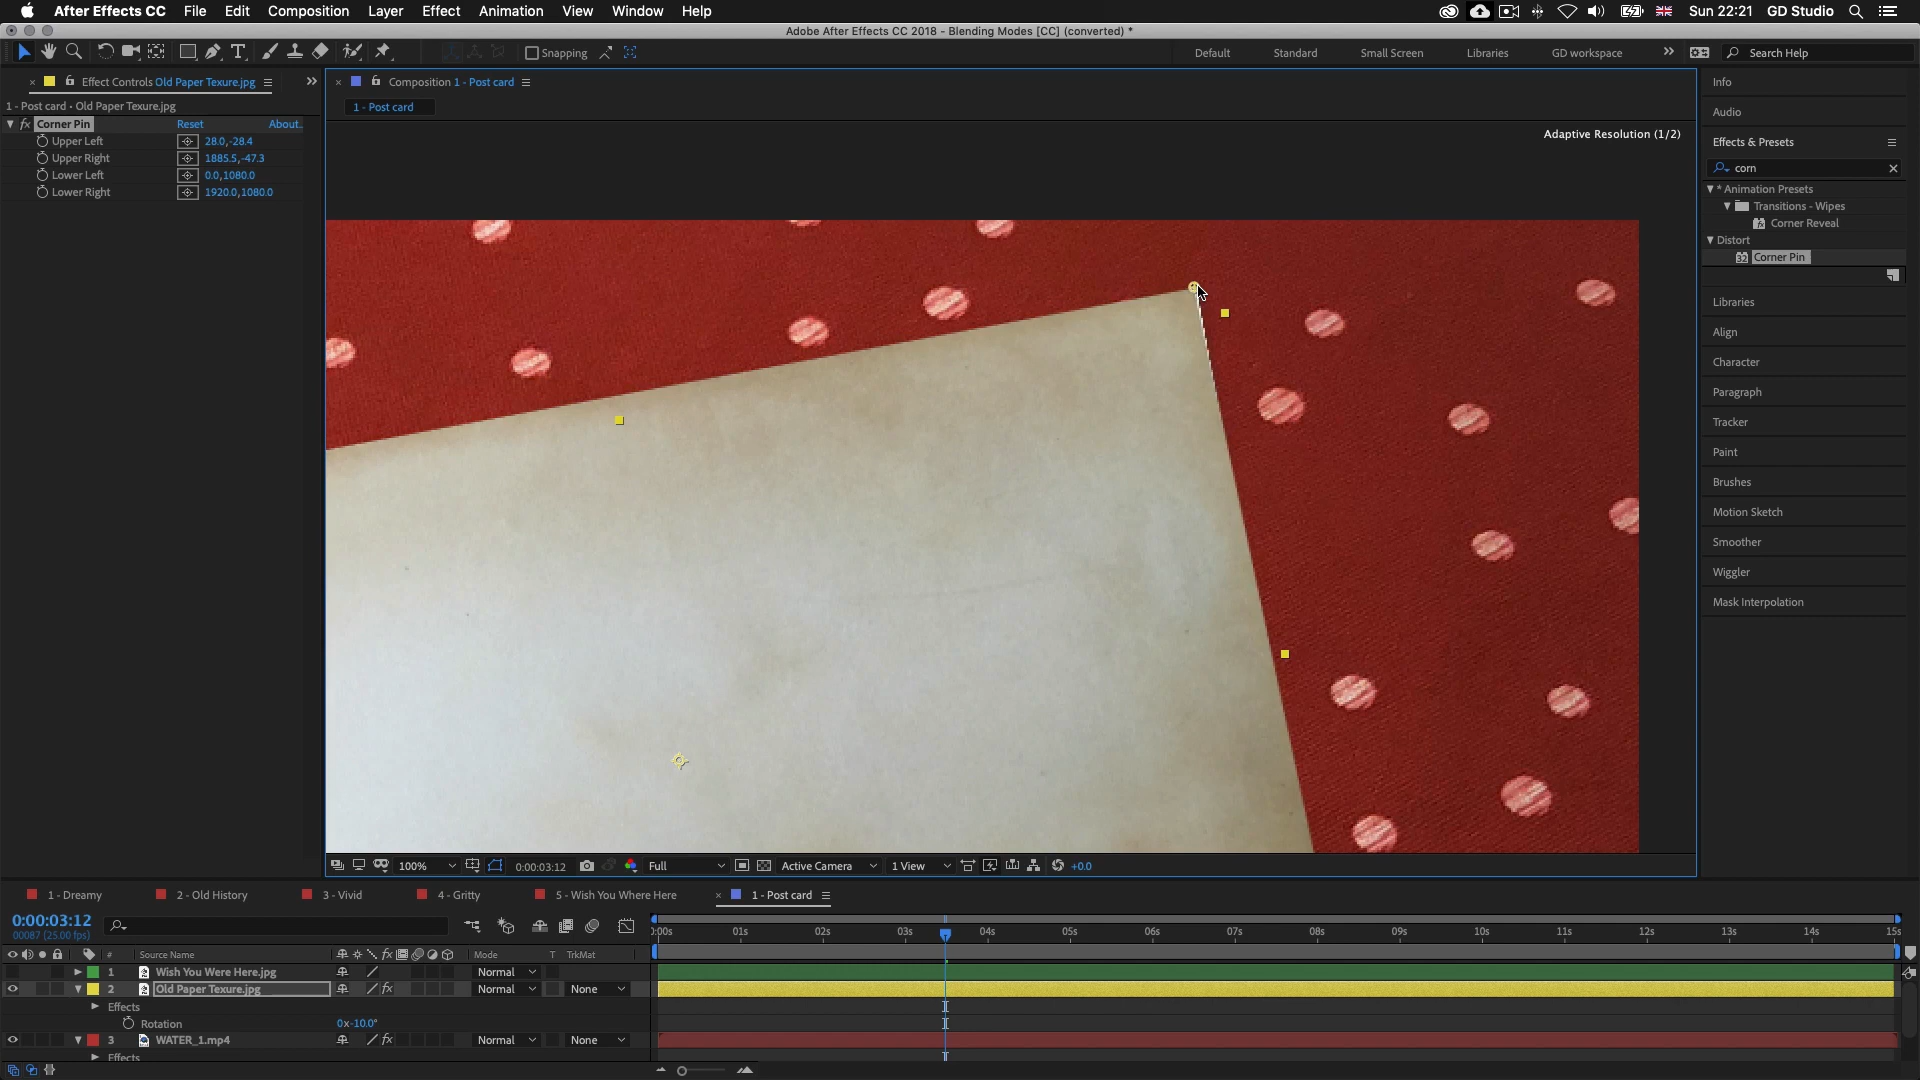 After Effects CC File Edit Composition Layer Effect Animation View Window Help Sun 22:21 GD Studio
Adobe After Effects CC 2018 - Blending Modes [CC] (converted) *
Snapping Default Standard Small Screen Libraries GD workspace Search Help
Effect Controls Old Paper Texure.jpg
Composition 1 - Post card
Info
1 - Post card • Old Paper Texure.jpg
1 - Post card
Audio
fx Corner Pin Reset About..
Upper Left 28.0,-28.4
Upper Right 1885.5,-47.3
Lower Left 0.0,1080.0
Lower Right 1920.0,1080.0
Adaptive Resolution (1/2)
Effects & Presets
corn
* Animation Presets
Transitions - Wipes
Corner Reveal
Distort
32 Corner Pin
Libraries
Align
Character
Paragraph
Tracker
Paint
Brushes
Motion Sketch
Smoother
Wiggler
Mask Interpolation
100% 0:00:03:12 Full Active Camera 1 View +0.0
1 - Dreamy 2 - Old History 3 - Vivid 4 - Gritty 5 - Wish You Where Here 1 - Post card
0:00:03:12
00087 (25.00 fps)
:00s 01s 02s 03s 04s 05s 06s 07s 08s 09s 10s 11s 12s 13s 14s 15s
# Source Name fx Mode T TrkMat
1 Wish You Were Here.jpg Normal
2 Old Paper Texure.jpg fx Normal None
Effects
Rotation 0x-10.0°
3 WATER_1.mp4 fx Normal None
Effects